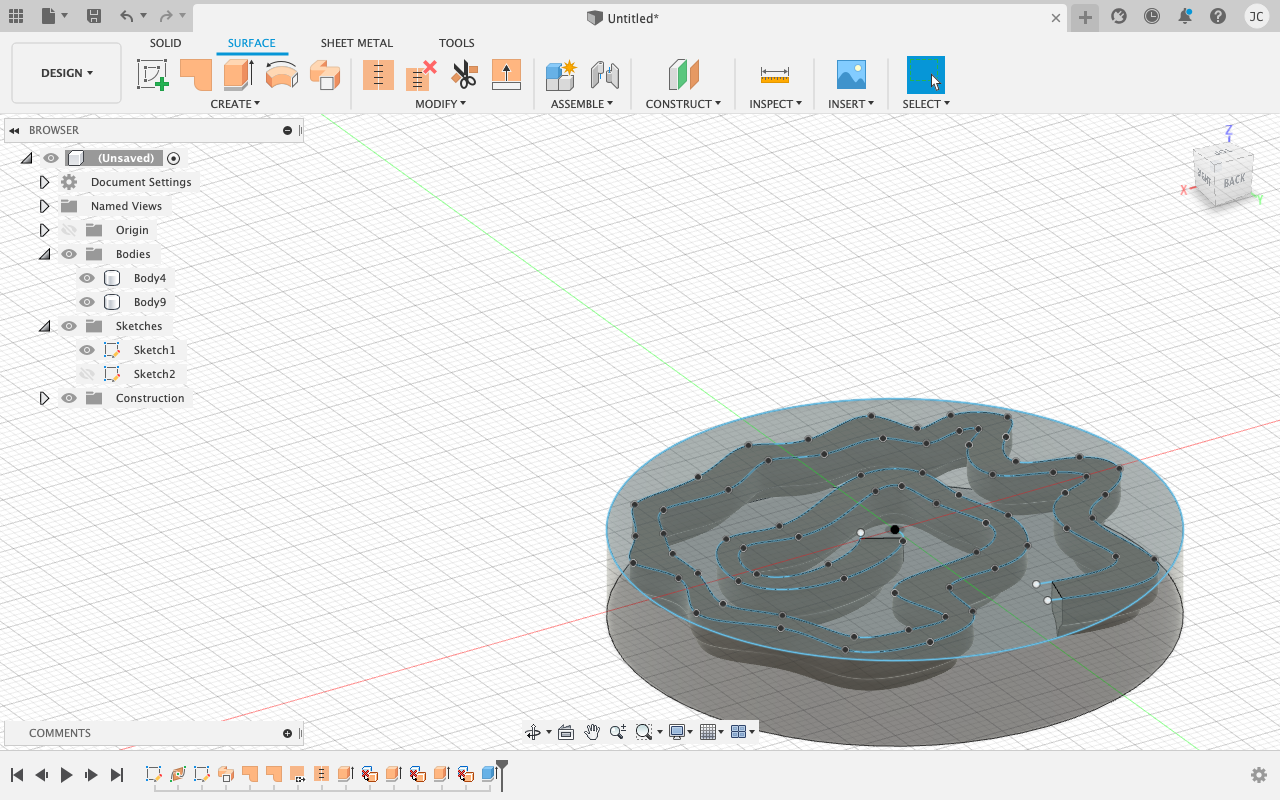 Untitled*
JC
DESIGN
SOLID
SURFACE
SHEET METAL
TOOLS
CREATE
MODIFY
ASSEMBLE
CONSTRUCT
INSPECT
INSERT
SELECT
BROWSER
(Unsaved)
Document Settings
Named Views
Origin
Bodies
Body4
Body9
Sketches
Sketch1
Sketch2
Construction
Z
X
BACK
Y
COMMENTS